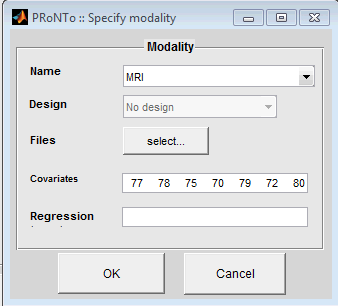 PRoNTo :: Specify modality
Modality
Name
MRI
Design
No design
Files
select...
Covariates
77 78 75 70 79 72 80
Regression
OK
Cancel